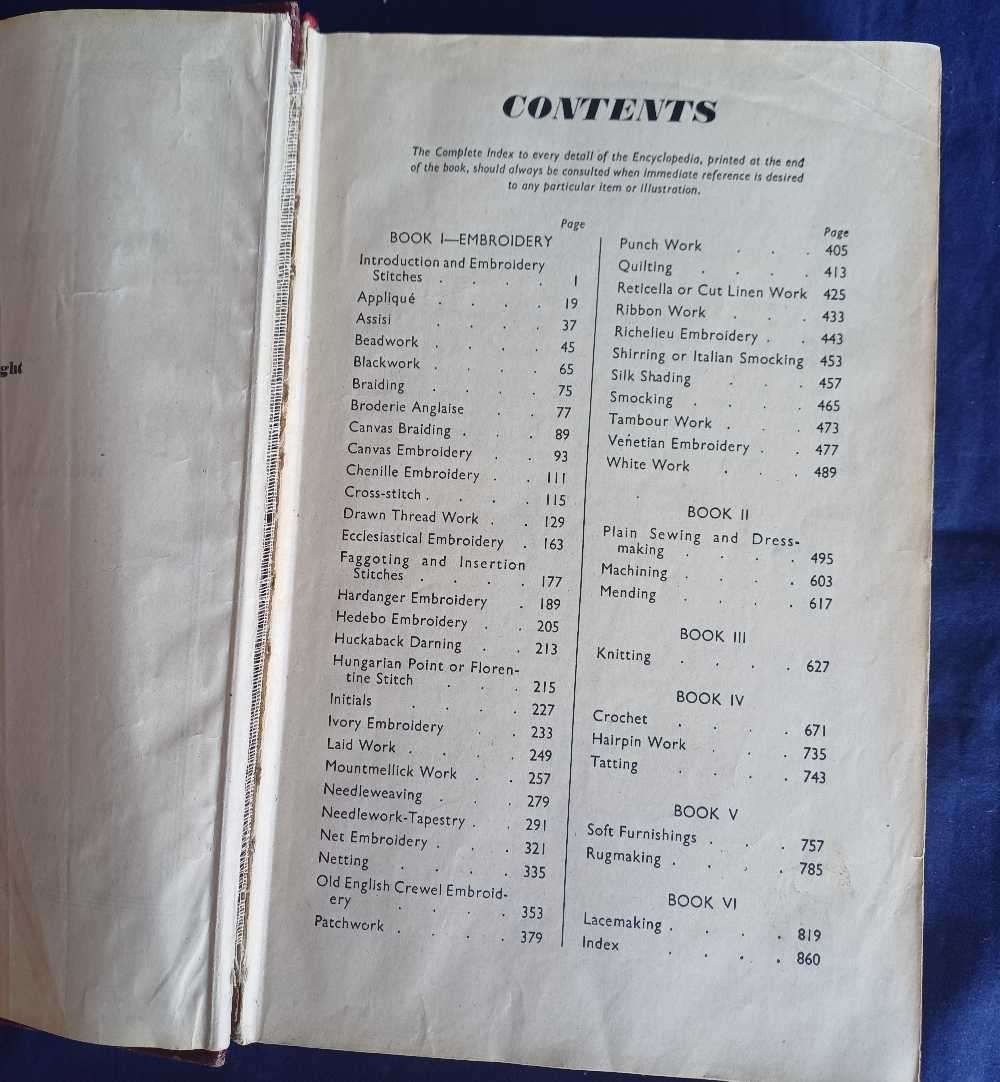 ght
CONTENTS
The Complete Index to every detail of the Encyclopedia, printed at the end
of the book, should always be consulted when immediate reference is desired
to any particular item or illustration.
Page
BOOK I—EMBROIDERY
Introduction and Embroidery
Stitches . . . . 1
Appliqué . . . . 19
Assisi . . . . 37
Beadwork . . . . 45
Blackwork . . . . 65
Braiding . . . . 75
Broderie Anglaise . . 77
Canvas Braiding . . . 89
Canvas Embroidery . . 93
Chenille Embroidery . . 111
Cross-stitch . . . . 115
Drawn Thread Work . . 129
Ecclesiastical Embroidery . 163
Faggoting and Insertion
Stitches . . . . 177
Hardanger Embroidery . 189
Hedebo Embroidery . . 205
Huckaback Darning . . 213
Hungarian Point or Floren-
tine Stitch . . . 215
Initials . . . . 227
Ivory Embroidery . . 233
Laid Work . . . . 249
Mountmellick Work . . 257
Needleweaving . . . 279
Needlework-Tapestry . . 291
Net Embroidery . . . 321
Netting . . . . 335
Old English Crewel Embroid-
ery . . . . 353
Patchwork . . . . 379
Page
Punch Work . . . 405
Quilting . . . . 413
Reticella or Cut Linen Work 425
Ribbon Work . . . 433
Richelieu Embroidery . . 443
Shirring or Italian Smocking 453
Silk Shading . . . 457
Smocking . . . . 465
Tambour Work . . . 473
Venetian Embroidery . . 477
White Work . . . 489
BOOK II
Plain Sewing and Dress-
making . . . . 495
Machining . . . . 603
Mending . . . . 617
BOOK III
Knitting . . . . 627
BOOK IV
Crochet . . . . 671
Hairpin Work . . . 735
Tatting . . . . 743
BOOK V
Soft Furnishings . . . 757
Rugmaking . . . . 785
BOOK VI
Lacemaking . . . . 819
Index . . . . 860